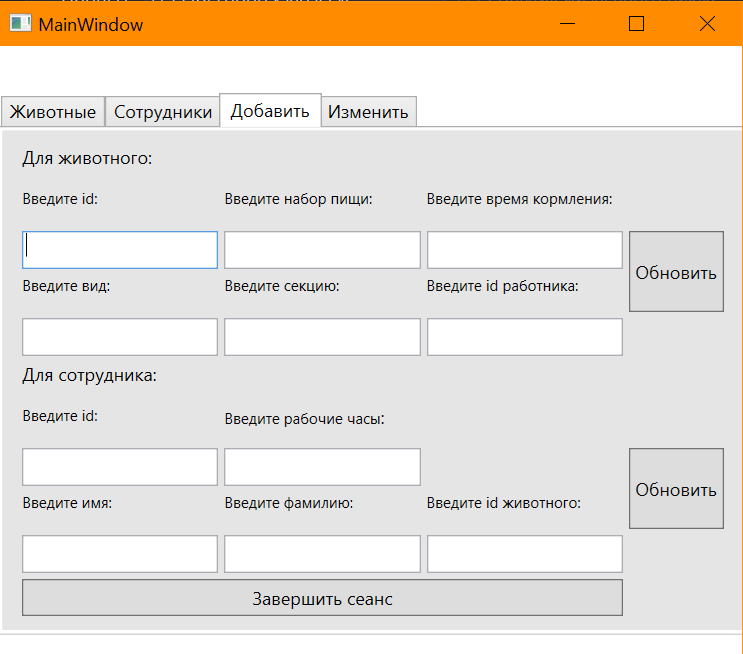 MainWindow
Животные Сотрудники Добавить Изменить
Для животного:
Введите id: Введите набор пищи: Введите время кормления:
Обновить
Введите вид: Введите секцию: Введите id работника:
Для сотрудника:
Введите id: Введите рабочие часы:
Обновить
Введите имя: Введите фамилию: Введите id животного:
Завершить сеанс